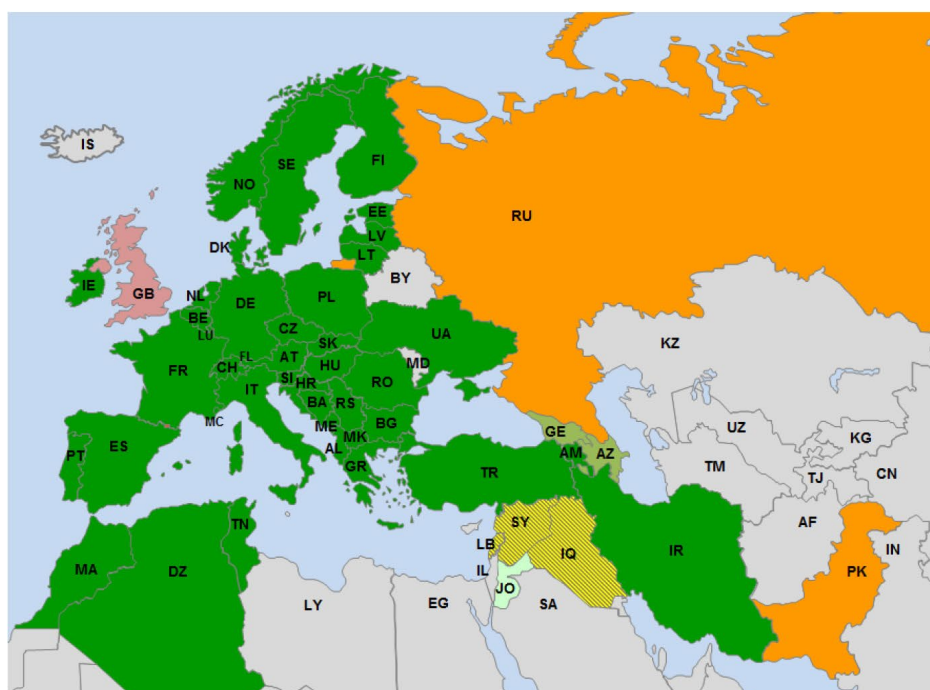 IS
NO
SE
FI
RU
EE
LV
LT
DK
BY
IE
GB
NL
BE
LU
DE
PL
CZ
SK
UA
KZ
FR
CH
FL
AT
HU
MD
RO
IT
SI
HR
BA
RS
BG
MC
ME
MK
AL
GR
PT
ES
TR
GE
AM
AZ
UZ
TM
KG
TJ
CN
AF
MA
DZ
TN
LY
EG
SY
LB
IL
JO
IQ
SA
IR
PK
IN